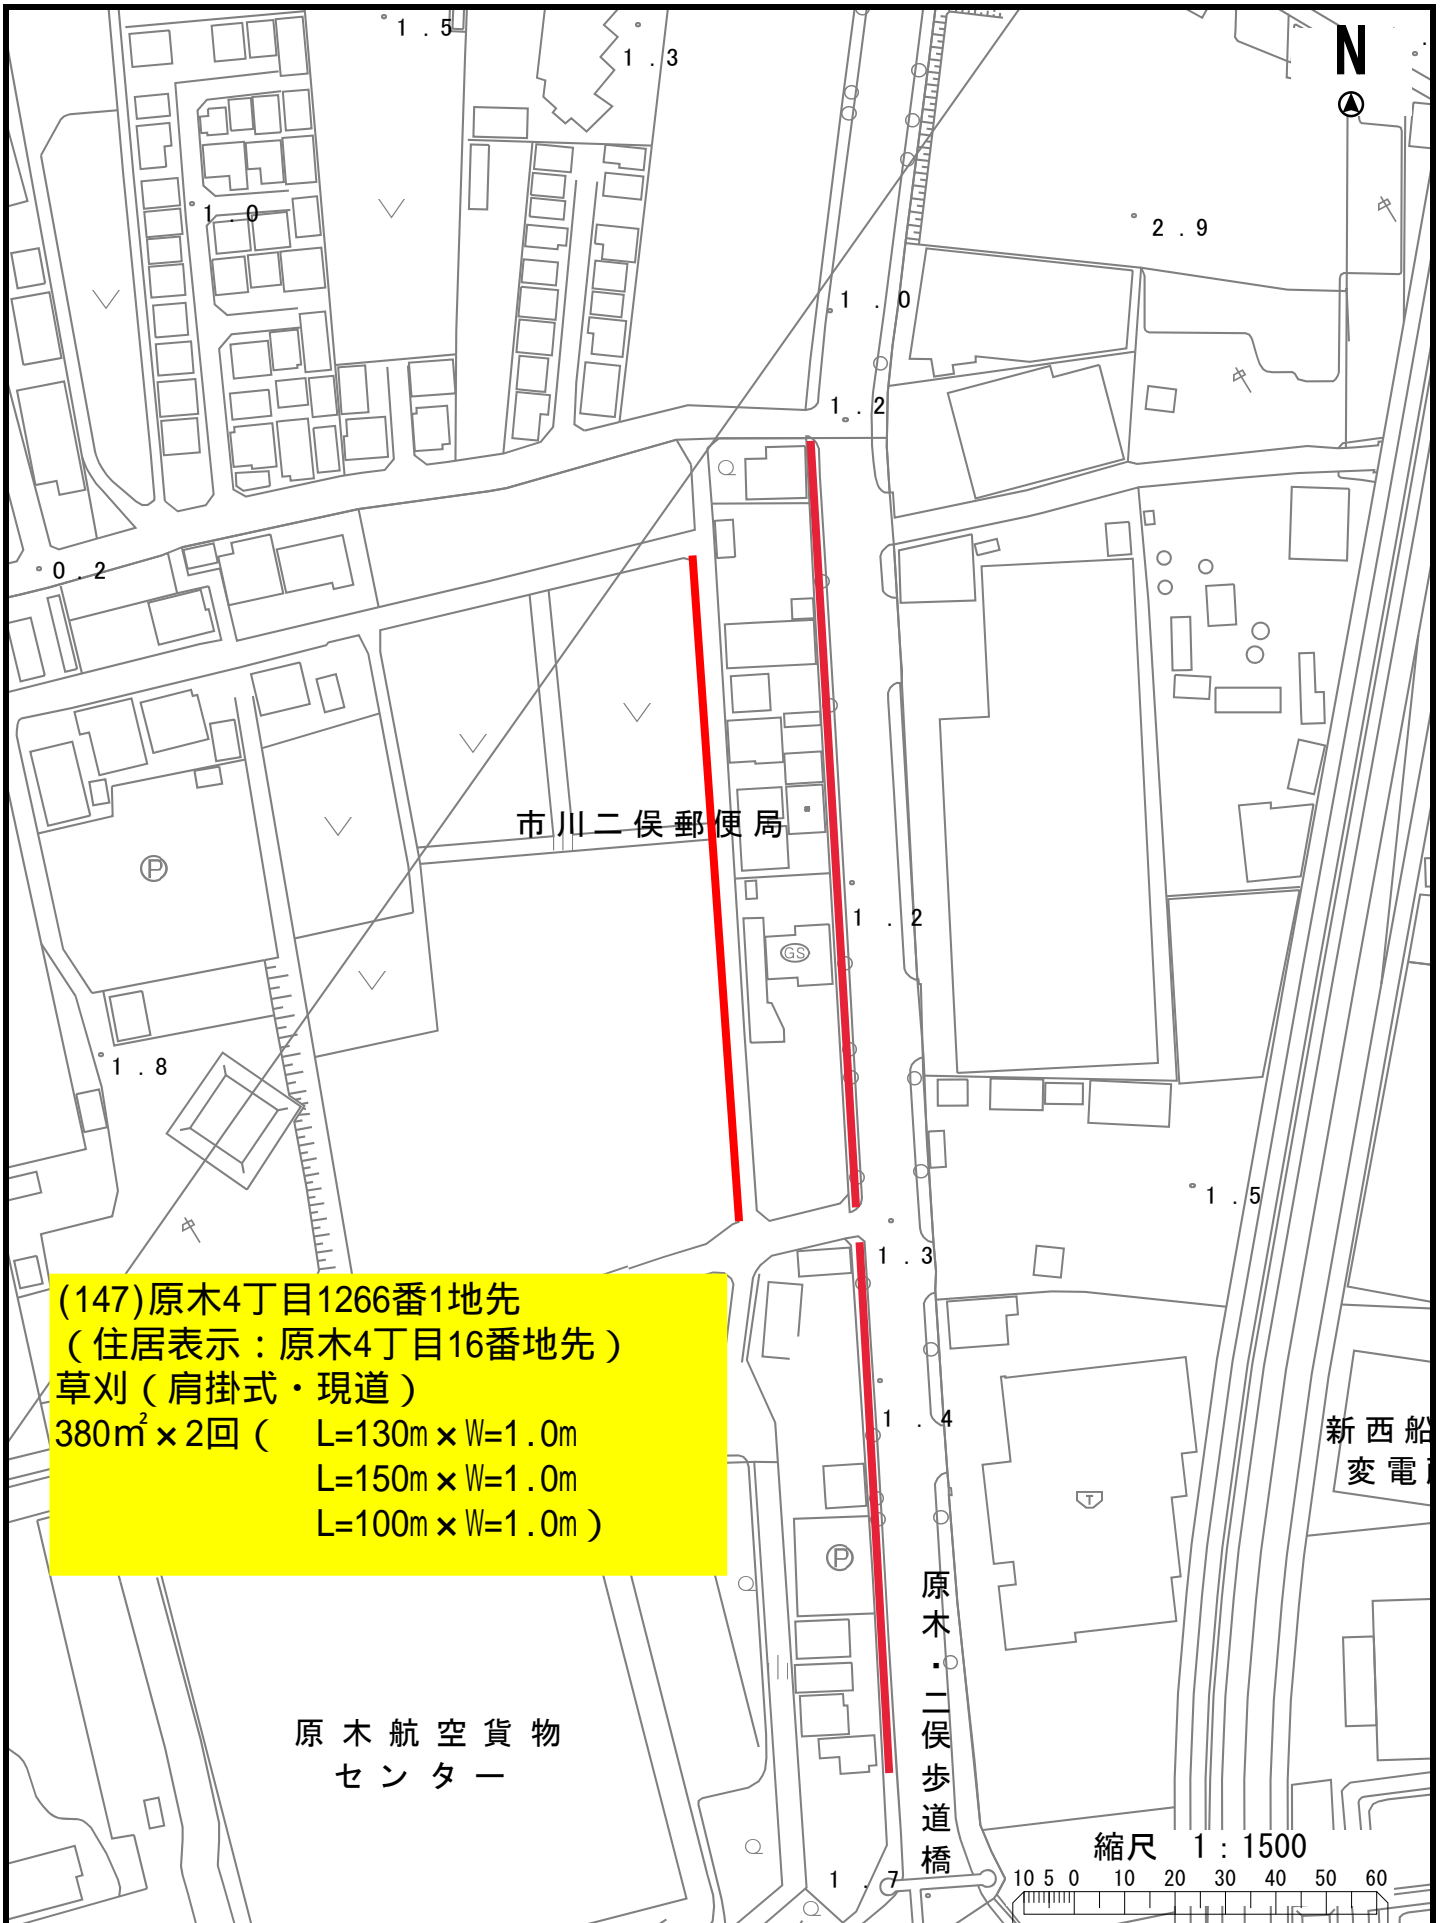 1.5
1.3
N
1.0
2.9
1.0
1.2
0.2
市川二俣郵便局
P
1.2
GS
1.8
1.5
1.3
(147)原木4丁目1266番1地先
（住居表示：原木4丁目16番地先）
草刈（肩掛式・現道）
380㎡×2回（ L=130m×W=1.0m
L=150m×W=1.0m
L=100m×W=1.0m）
1.4
新西船
変電
T
P
原木・二俣歩道橋
原木航空貨物
センター
1.7
縮尺 1：1500
10 5 0 10 20 30 40 50 60